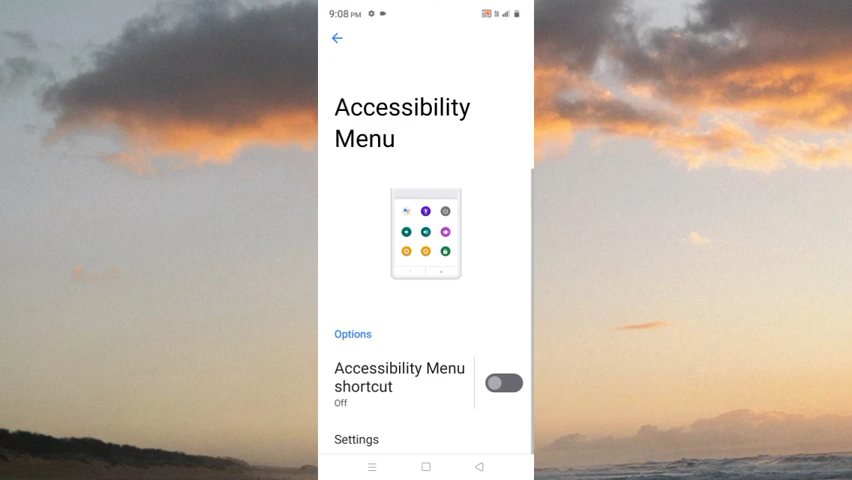 9:08 PM
Accessibility
Menu
Options
Accessibility Menu
shortcut
Off
Settings